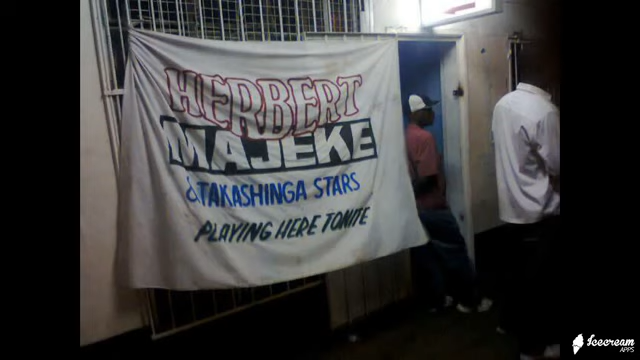 HERBERT
MAJEKE
& TAKASHINGA STARS
PLAYING HERE TONITE
Icecream
APPS